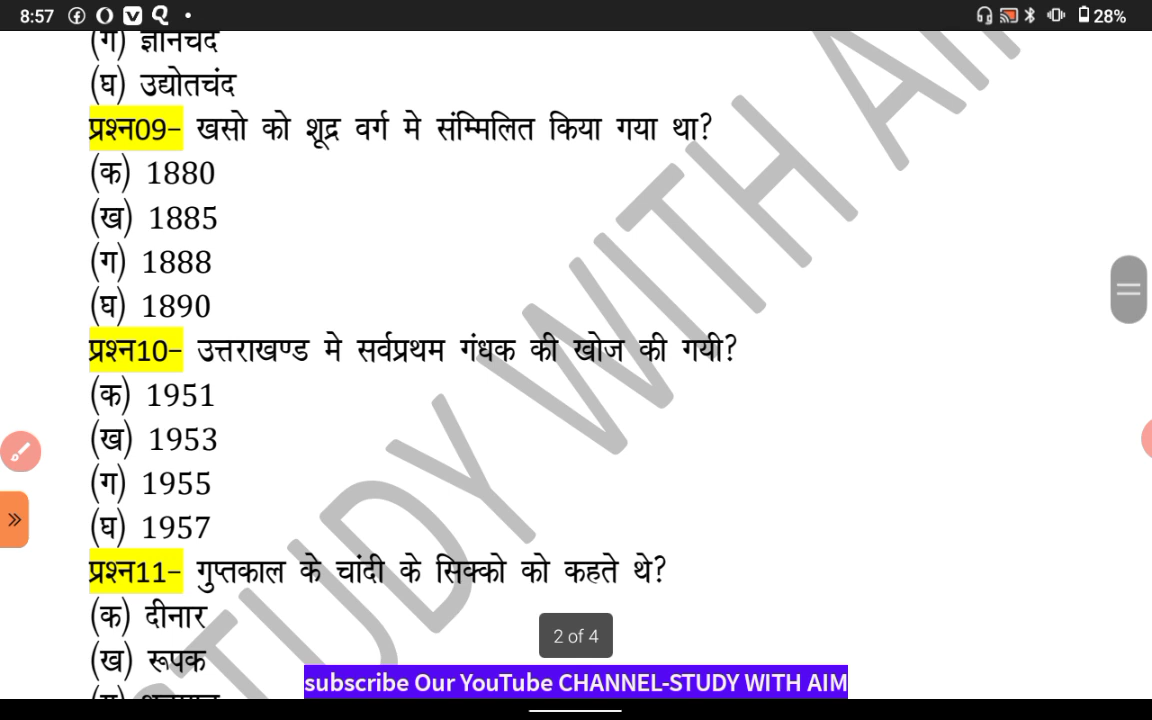 8:57
28%
(ग) ज्ञानचंद
(घ) उद्योतचंद
प्रश्न09- खसो को शूद्र वर्ग मे संम्मिलित किया गया था?
(क) 1880
(ख) 1885
(ग) 1888
(घ) 1890
प्रश्न10- उत्तराखण्ड मे सर्वप्रथम गंधक की खोज की गयी?
(क) 1951
(ख) 1953
(ग) 1955
(घ) 1957
प्रश्न11- गुप्तकाल के चांदी के सिक्को को कहते थे?
(क) दीनार
(ख) रूपक
2 of 4
subscribe Our YouTube CHANNEL-STUDY WITH AIM
STUDY WITH AIM